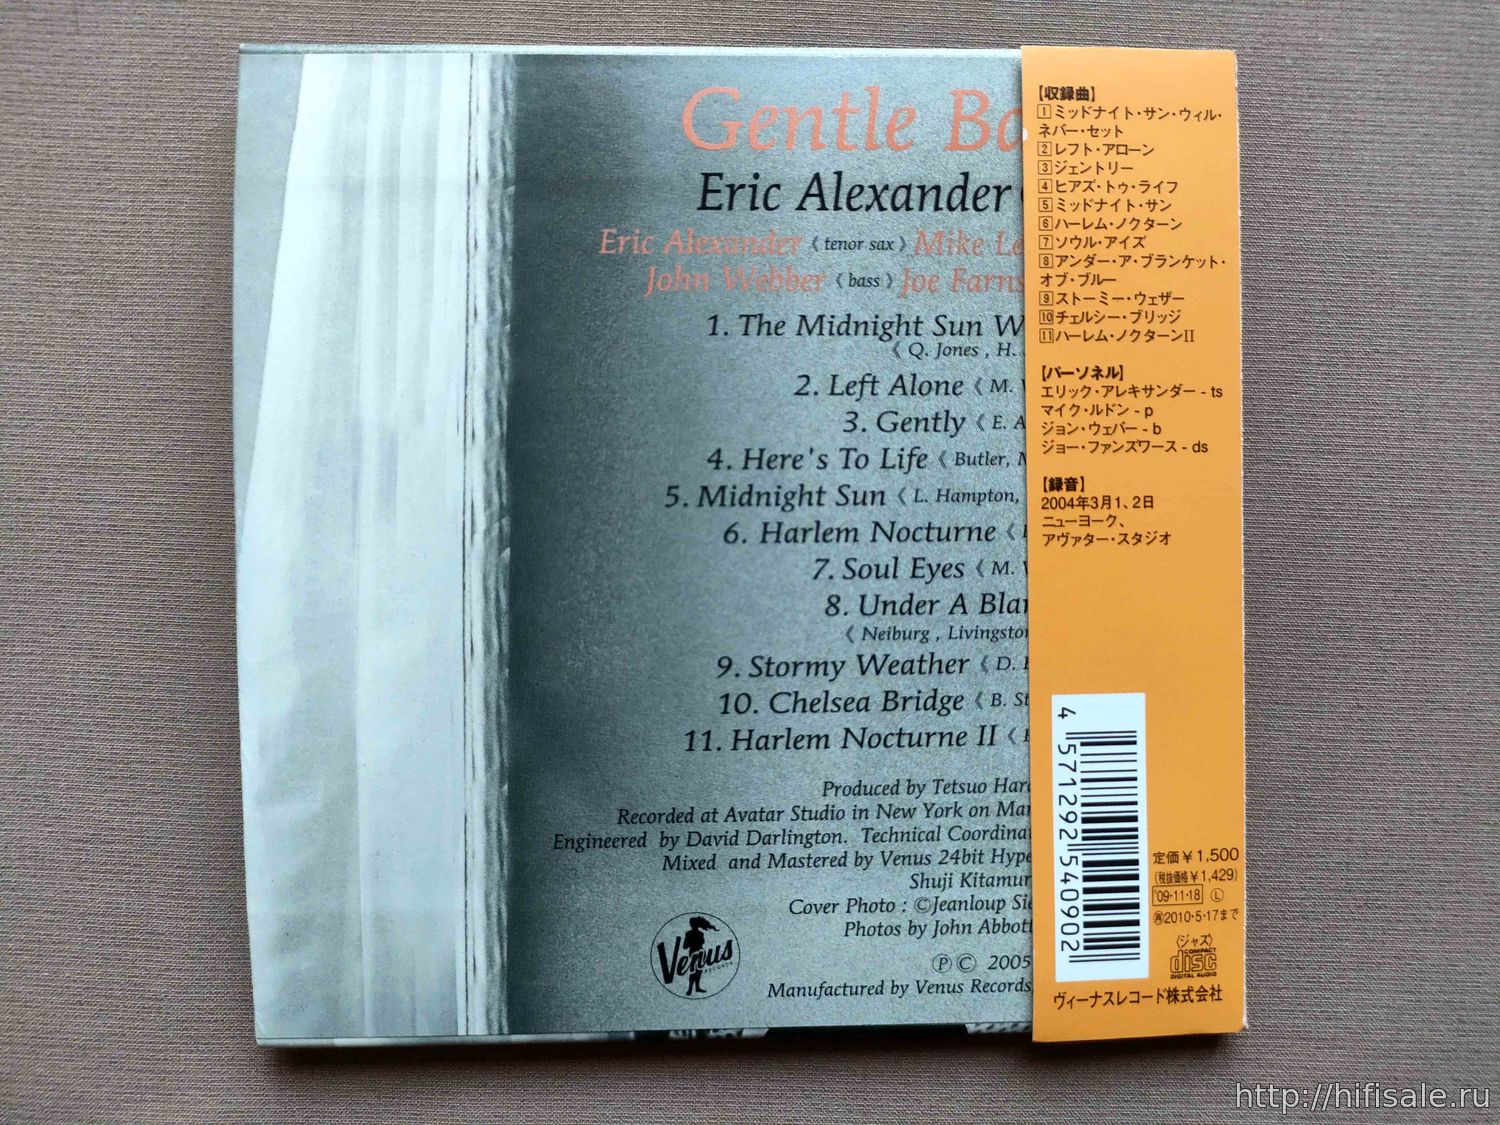 Gentle Ba
Eric Alexander
Eric Alexander《 tenor sax 》Mike Le
John Webber《 bass 》Joe Farns
1. The Midnight Sun W
《 Q. Jones , H.
2. Left Alone《 M.
3. Gently《 E. A
4. Here's To Life《 Butler, M
5. Midnight Sun《 L. Hampton,
6. Harlem Nocturne《
7. Soul Eyes《 M.
8. Under A Blan
《 Neiburg , Livingston
9. Stormy Weather《 D.
10. Chelsea Bridge《 B. St
11. Harlem Nocturne II《
Produced by Tetsuo Hara
Recorded at Avatar Studio in New York on Mar
Engineered by David Darlington. Technical Coordinat
Mixed and Mastered by Venus 24bit Hype
Shuji Kitamur
Cover Photo : ©Jeanloup Sie
Photos by John Abbott
Ⓟ © 2005
Manufactured by Venus Records
Venus
RECORDS
【収録曲】
1ミッドナイト・サン・ウィル・
ネバー・セット
2レフト・アローン
3ジェントリー
4ヒアズ・トゥ・ライフ
5ミッドナイト・サン
6ハーレム・ノクターン
7ソウル・アイズ
8アンダー・ア・ブランケット・
オブ・ブルー
9ストーミー・ウェザー
10チェルシー・ブリッジ
11ハーレム・ノクターンII
【パーソネル】
エリック・アレキサンダー - ts
マイク・ルドン - p
ジョン・ウェバー - b
ジョー・ファンズワース - ds
【録音】
2004年3月1、2日
ニューヨーク、
アヴァター・スタジオ
4 571292 540902
定価￥1,500
(税抜価格￥1,429)
'09・11・18 Ⓛ
㊢2010・5・17まで
〈ジャズ〉
COMPACT
disc
DIGITAL AUDIO
ヴィーナスレコード株式会社
http://hifisale.ru